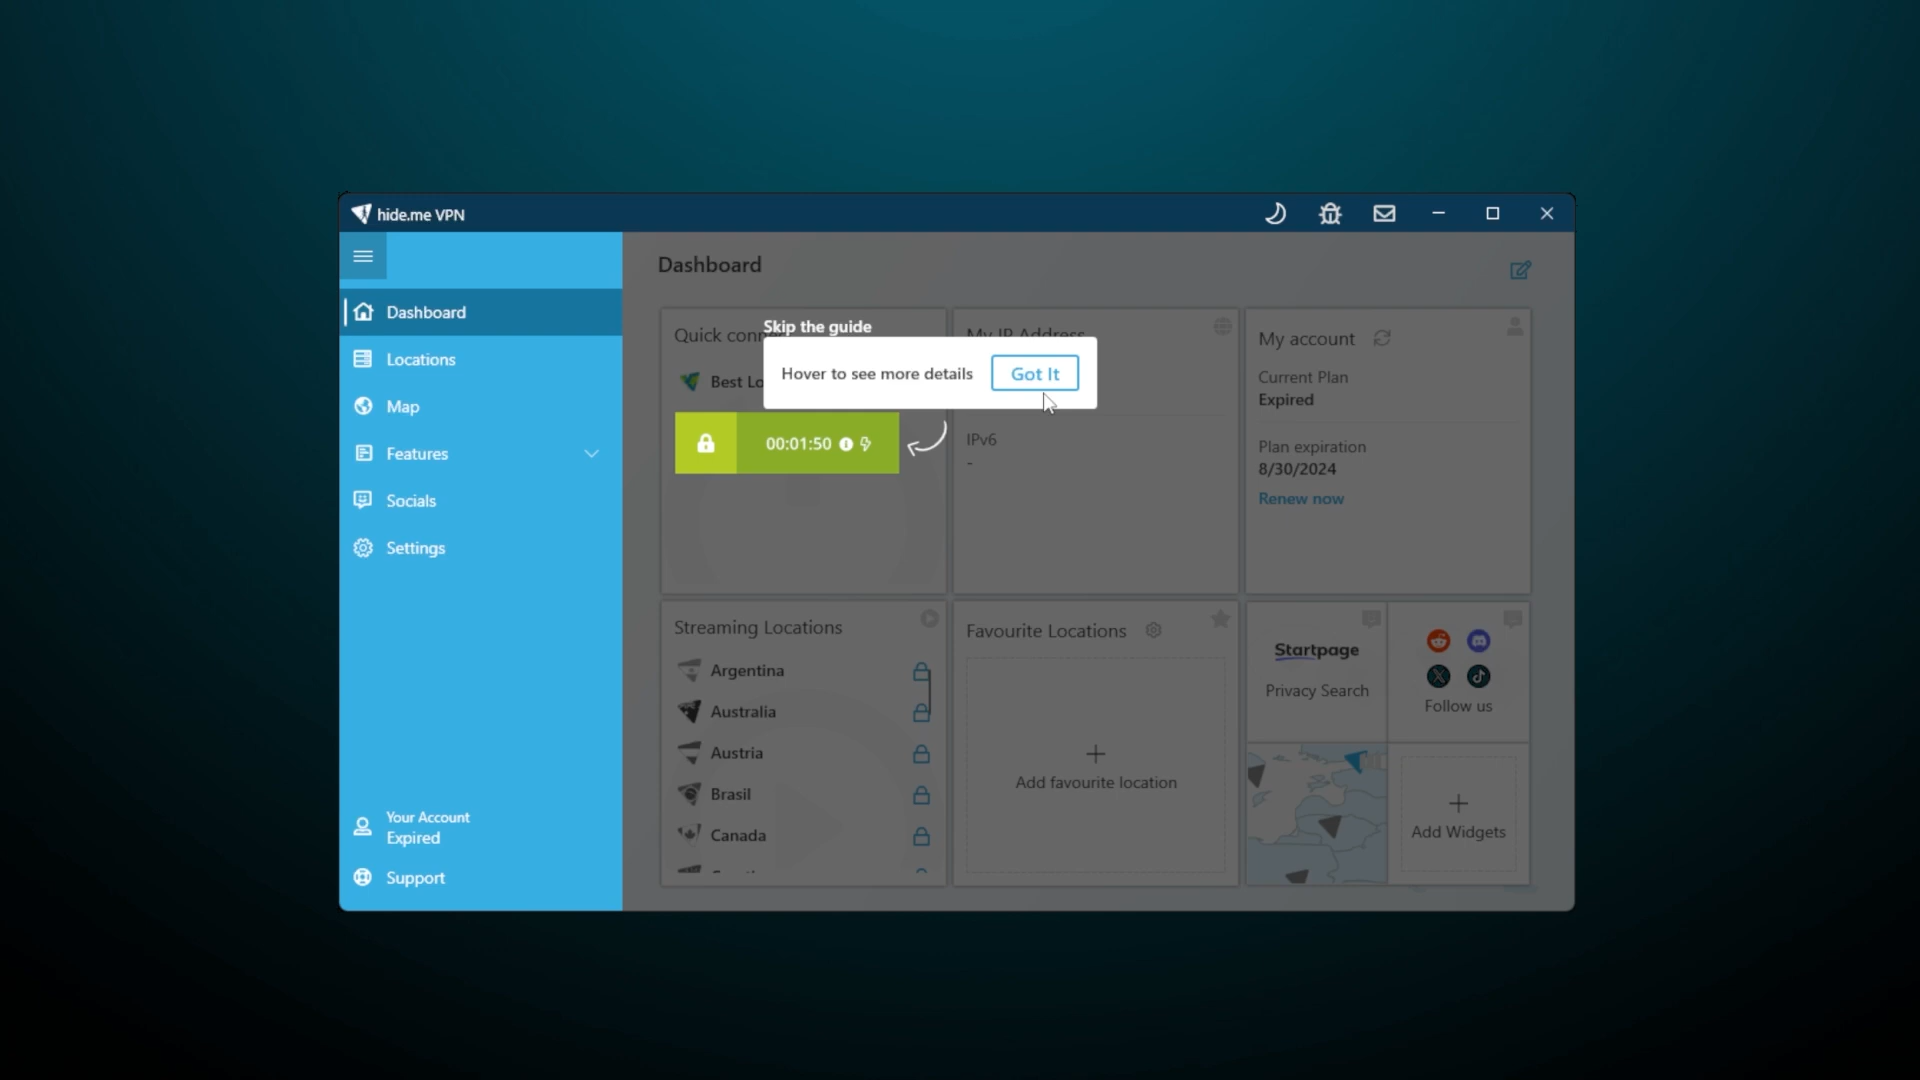 hide.me VPN
Dashboard
Locations
Map
Features
Socials
Settings
Your Account
Expired
Support
Dashboard
Skip the guide
Hover to see more details
Got It
Quick
Best
00:01:50
My IP Address
IPv6
-
My account
Current Plan
Expired
Plan expiration
8/30/2024
Renew now
Streaming Locations
Argentina
Australia
Austria
Brasil
Canada
Favourite Locations
+
Add favourite location
Startpage
Privacy Search
Follow us
+
Add Widgets